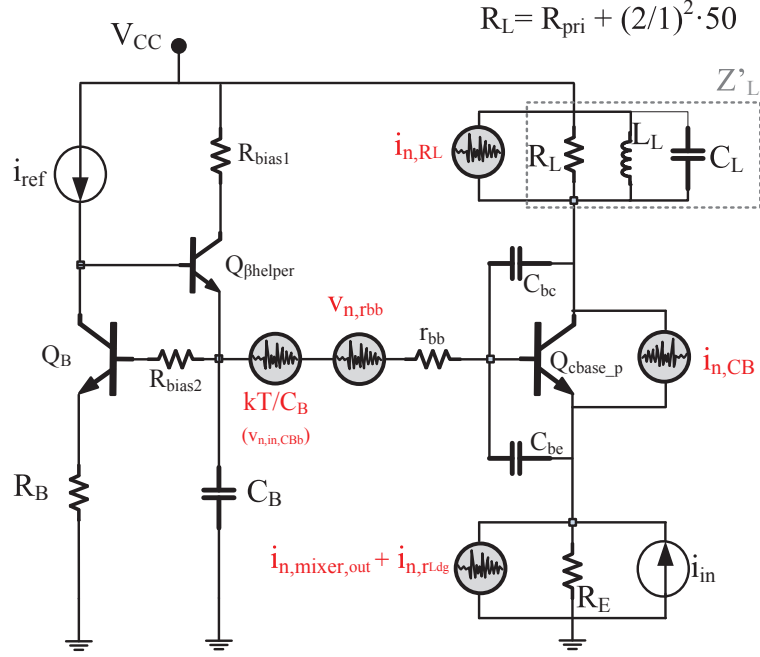 R_L= R_pri + (2/1)²·50
V_CC
Z'_L
i_ref
R_bias1
i_n,RL
R_L
L_L
C_L
Q_βhelper
C_bc
v_n,rbb
r_bb
Q_B
R_bias2
Q_cbase_p
i_n,CB
kT/C_B
(v_n,in,CBb)
C_be
R_B
C_B
i_n,mixer,out + i_n,rLdg
R_E
i_in